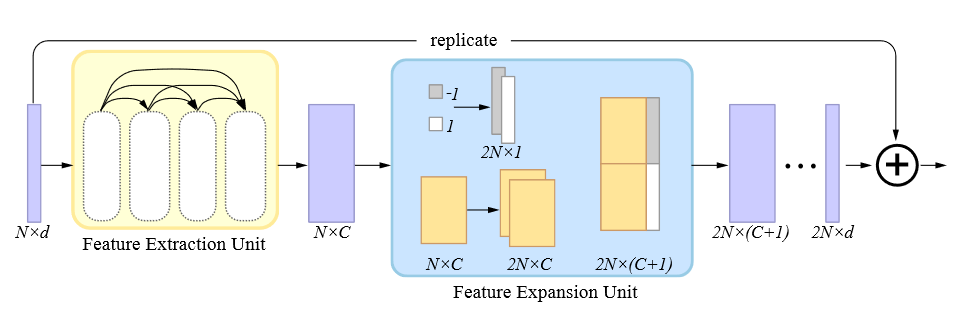 replicate
-1
1
2N×1
N×d
Feature Extraction Unit
N×C
N×C
2N×C
2N×(C+1)
Feature Expansion Unit
2N×(C+1)
2N×d